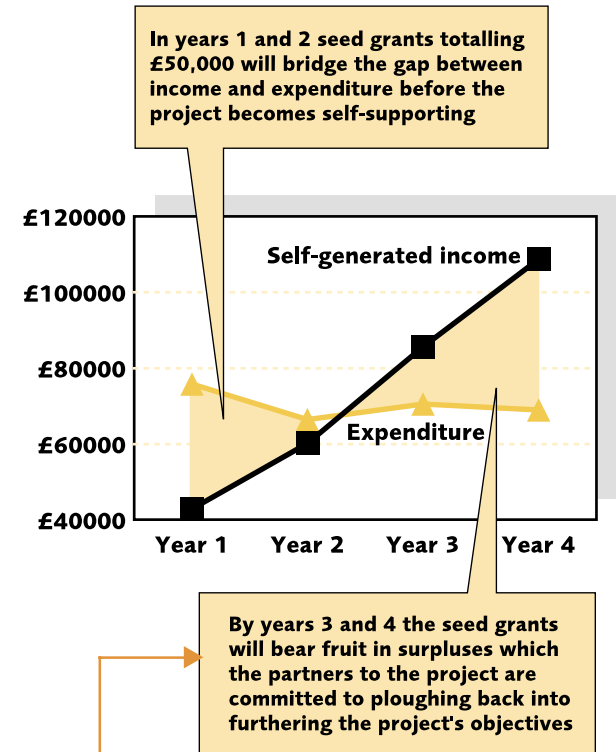 In years 1 and 2 seed grants totalling
£50,000 will bridge the gap between
income and expenditure before the
project becomes self-supporting
£120000
Self-generated income
£100000
£80000
Expenditure
£60000
£40000
Year 1 Year 2 Year 3 Year 4
By years 3 and 4 the seed grants
will bear fruit in surpluses which
the partners to the project are
committed to ploughing back into
furthering the project's objectives